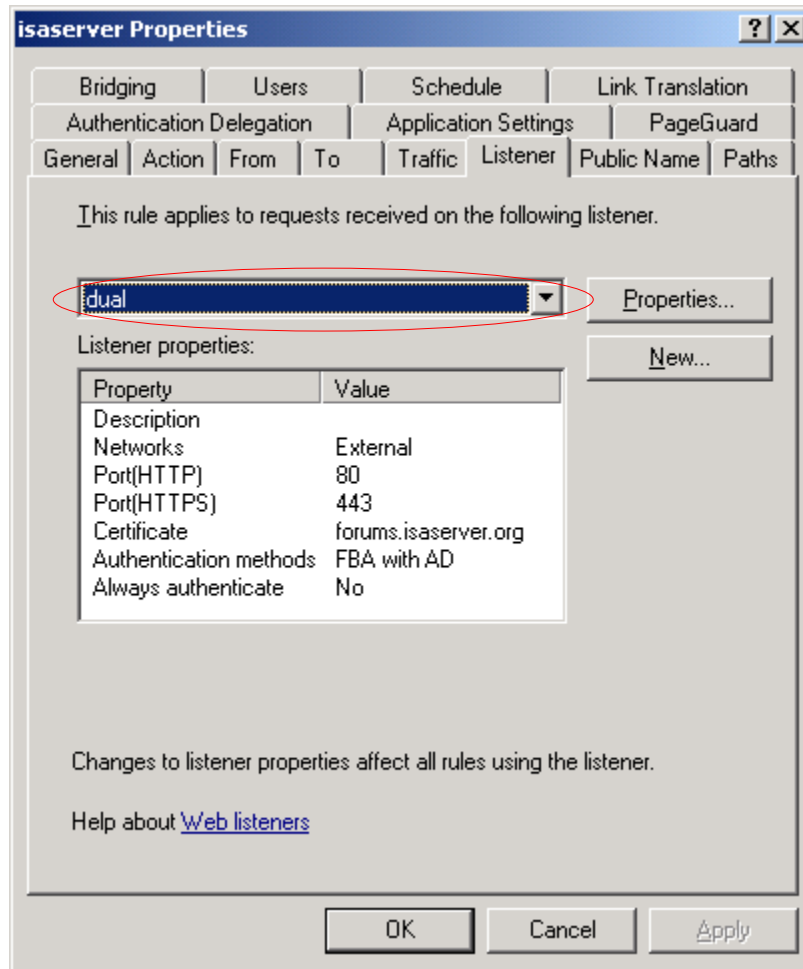 isaserver Properties
Bridging Users Schedule Link Translation
Authentication Delegation Application Settings PageGuard
General Action From To Traffic Listener Public Name Paths
This rule applies to requests received on the following listener.
dual
Properties...
Listener properties:
New...
Property Value
Description
Networks External
Port(HTTP) 80
Port(HTTPS) 443
Certificate forums.isaserver.org
Authentication methods FBA with AD
Always authenticate No
Changes to listener properties affect all rules using the listener.
Help about Web listeners
OK Cancel Apply